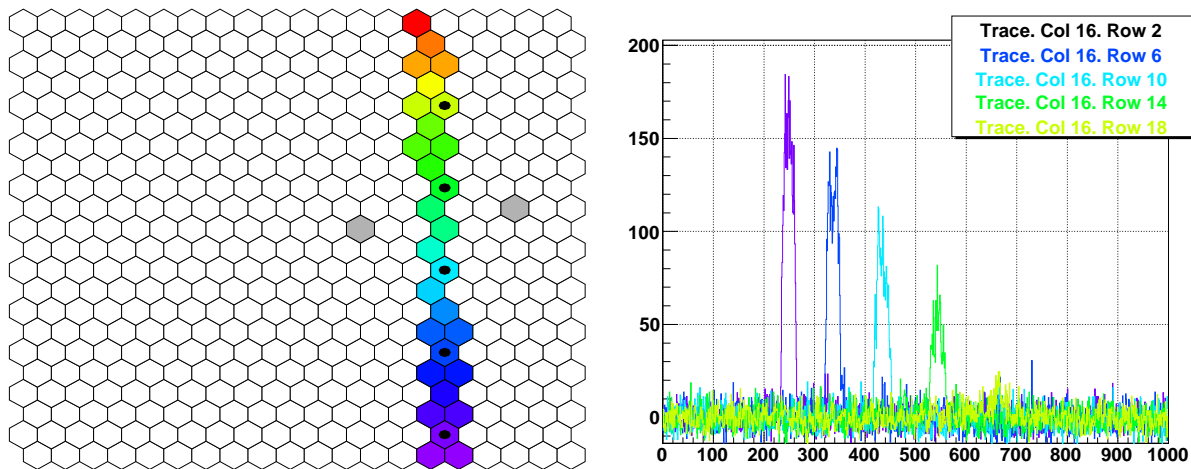 Trace. Col 16. Row 2
Trace. Col 16. Row 6
Trace. Col 16. Row 10
Trace. Col 16. Row 14
Trace. Col 16. Row 18
200
150
100
50
0
0 100 200 300 400 500 600 700 800 900 1000